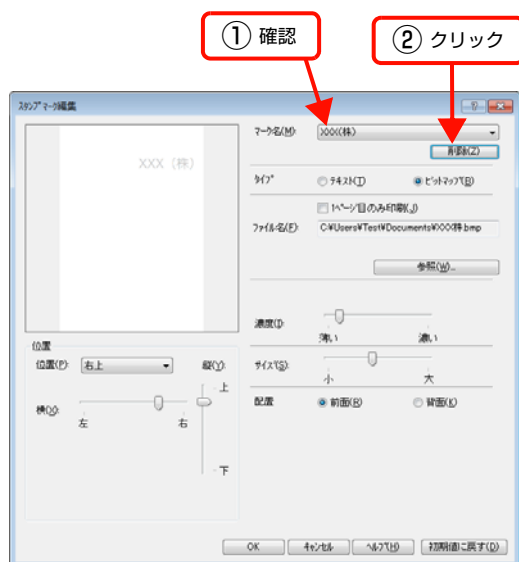 ① 確認
② クリック
スタンプマーク編集
マーク名(M): XXX(株)
削除(Z)
XXX (株)
タイプ
テキスト(T)
ビットマップ(B)
1ページ目のみ印刷(J)
ファイル名(F)
C:¥Users¥Test¥Documents¥XXX株.bmp
参照(W)...
濃度(I)
薄い
濃い
位置
位置(P): 右上
縦(Y):
上
横(X):
左
右
下
サイズ(S):
小
大
配置
前面(R)
背面(K)
OK
キャンセル
ヘルプ(H)
初期値に戻す(D)